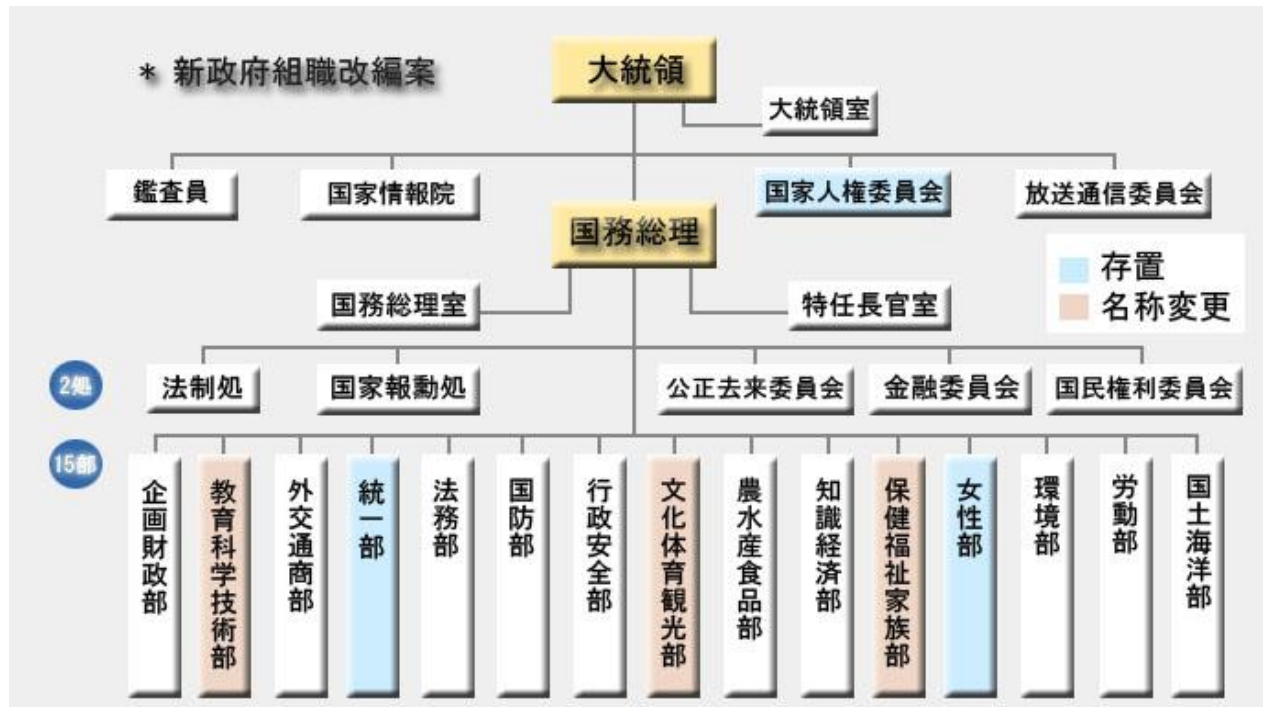 * 新政府組職改編案
大統領
大統領室
鑑査員
国家情報院
国家人権委員会
放送通信委員会
国務総理
存置
名称変更
国務総理室
特任長官室
2処
法制処
国家報勳処
公正去来委員会
金融委員会
国民権利委員会
15部
企画財政部
教育科学技術部
外交通商部
統一部
法務部
国防部
行政安全部
文化体育観光部
農水産食品部
知識経済部
保健福祉家族部
女性部
環境部
労動部
国土海洋部